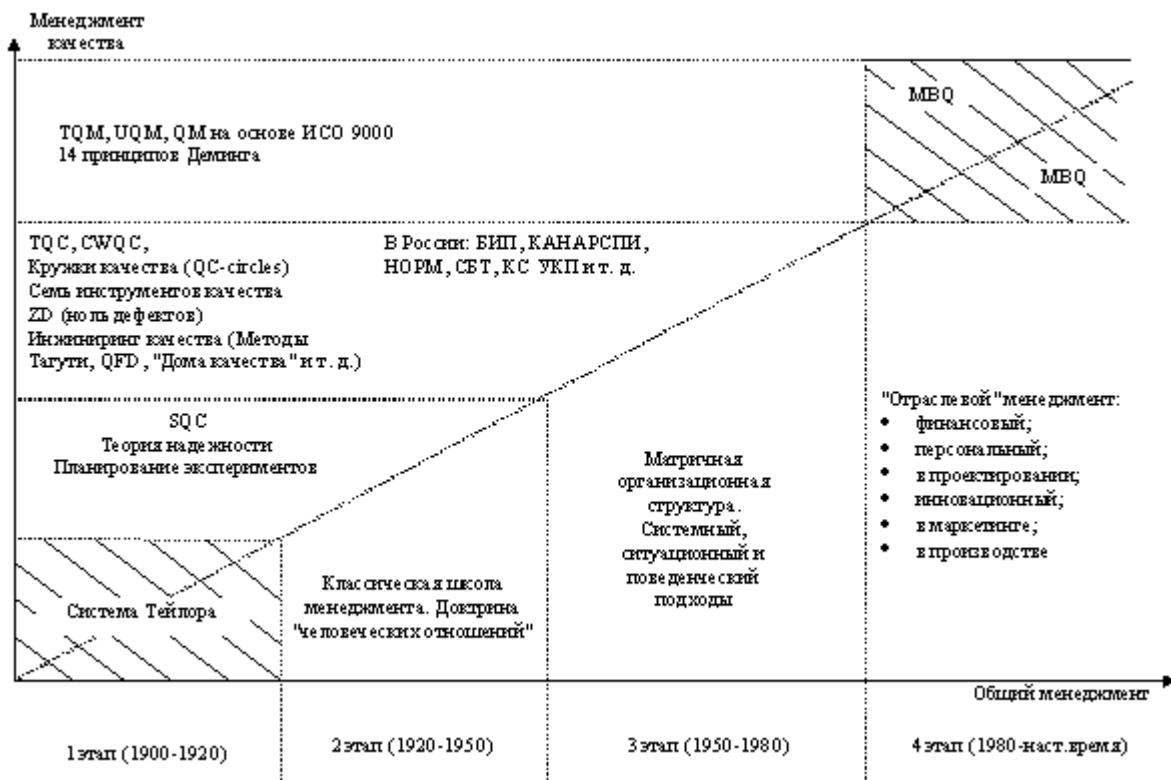 Менеджмент
качества
MBQ
TQM, UQM, QM на основе ИСО 9000
14 принципов Деминга
MBQ
TQC, CWQC,
Кружки качества (QC-circles)
Семь инструментов качества
ZD (ноль дефектов)
Инжиниринг качества (Методы
Тагути, QFD, "Дома качества" и т. д.)
В России: БИП, КАНАРСПИ,
НОРМ, СБТ, КС УКП и т. д.
SQC
Теория надежности
Планирование экспериментов
"Отраслевой" менеджмент:
• финансовый;
• персональный;
• в проектировании;
• инновационный;
• в маркетинге;
• в производстве
Матричная
организационная
структура.
Системный,
ситуационный и
поведенческий
подходы
Система Тейлора
Классическая школа
менеджмента. Доктрина
"человеческих отношений"
Общий менеджмент
1 этап (1900-1920)
2 этап (1920-1950)
3 этап (1950-1980)
4 этап (1980-наст.время)